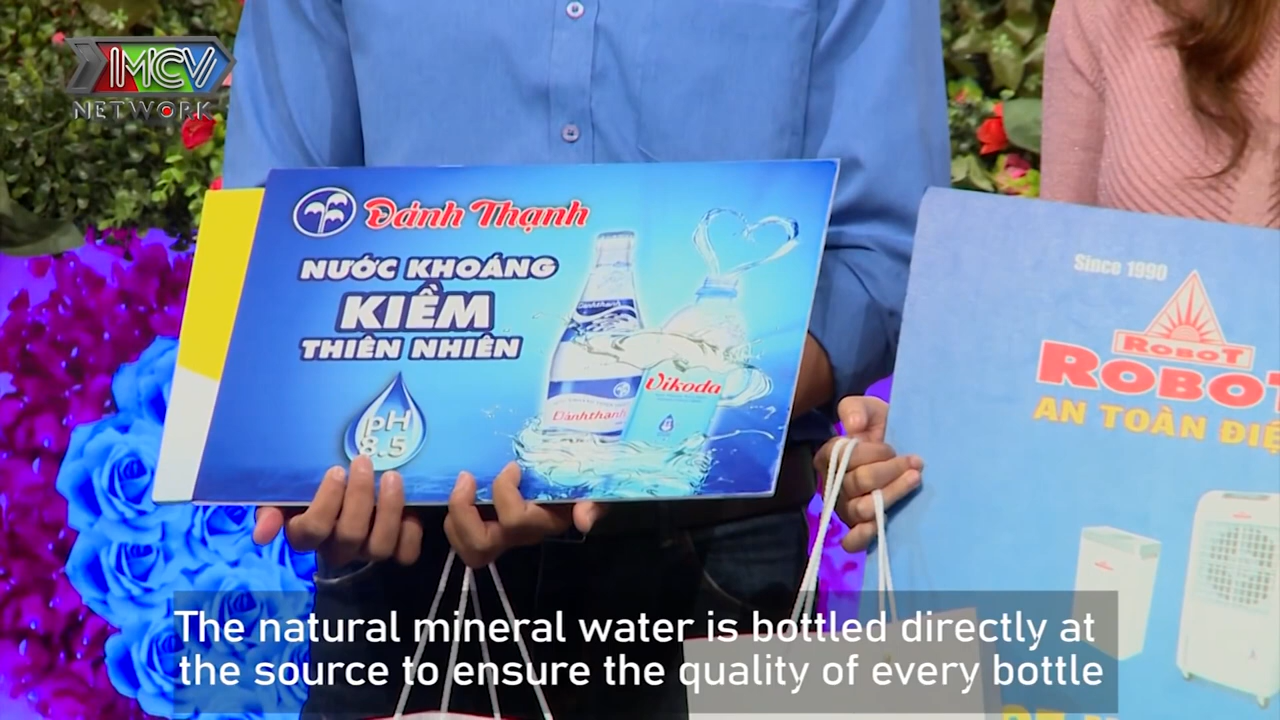 MCV
NETWORK
Đảnh Thạnh
NƯỚC KHOÁNG
KIỀM
THIÊN NHIÊN
pH
8.5
Đảnhthạnh
Vikoda
Since 1990
ROBOT
ROBOT
AN TOÀN ĐIỆ
The natural mineral water is bottled directly at
the source to ensure the quality of every bottle